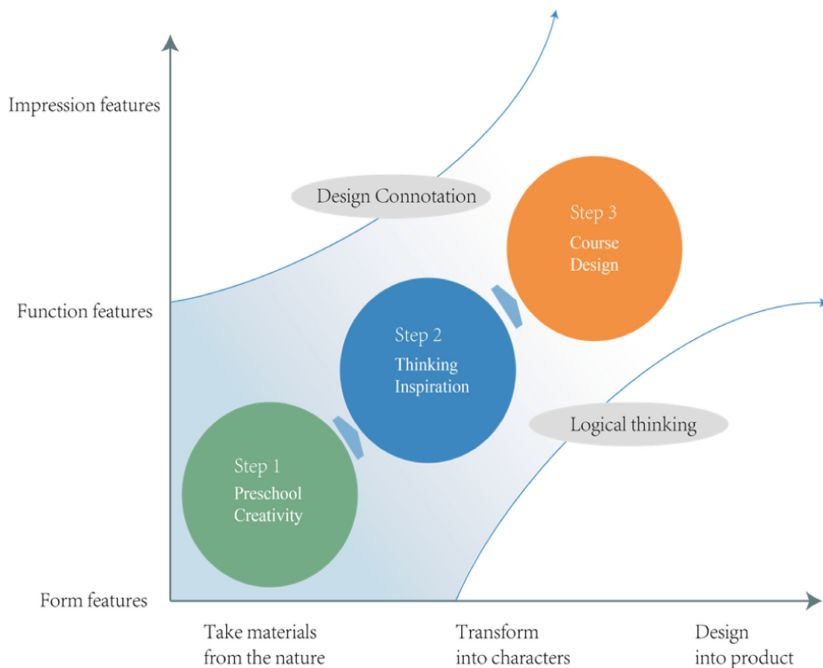 Impression features
Design Connotation
Step 3
Course
Design
Function features
Step 2
Thinking
Inspiration
Logical thinking
Step 1
Preschool
Creativity
Form features
Take materials
from the nature
Transform
into characters
Design
into product